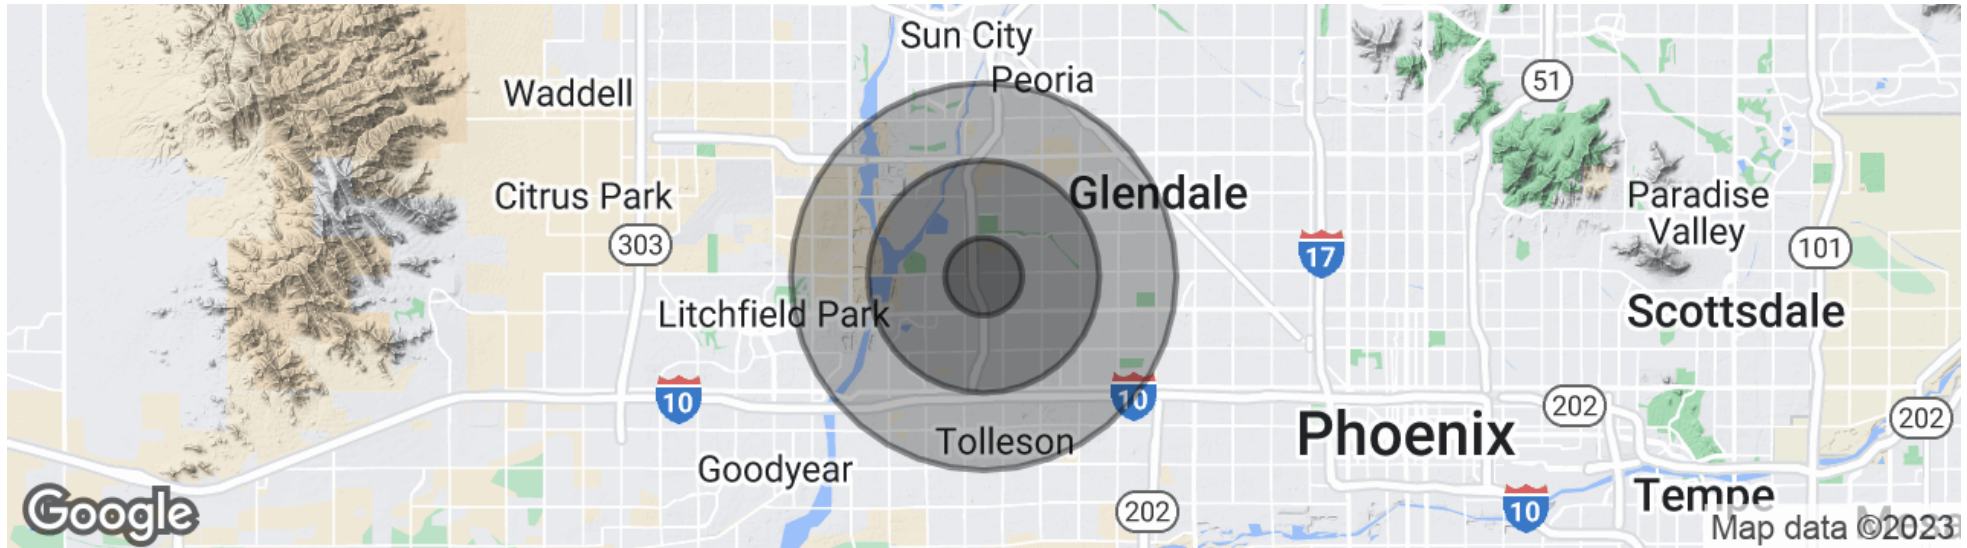 Sun City
Peoria
Waddell
51
Citrus Park
Glendale
Paradise
Valley
303
17
101
Litchfield Park
Scottsdale
10
10
202
202
Phoenix
Tolleson
Goodyear
Tempe
10
202
Google
Map data ©2023